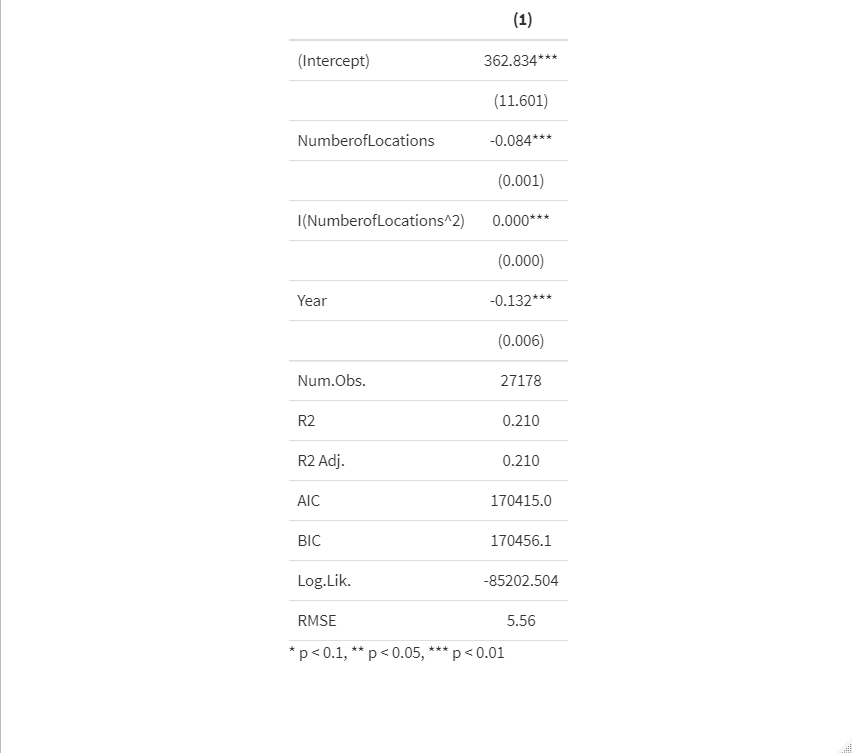 (1)
(Intercept) 362.834***
(11.601)
NumberofLocations -0.084***
(0.001)
I(NumberofLocations^2) 0.000***
(0.000)
Year -0.132***
(0.006)
Num.Obs. 27178
R2 0.210
R2 Adj. 0.210
AIC 170415.0
BIC 170456.1
Log.Lik. -85202.504
RMSE 5.56
* p < 0.1, ** p < 0.05, *** p < 0.01